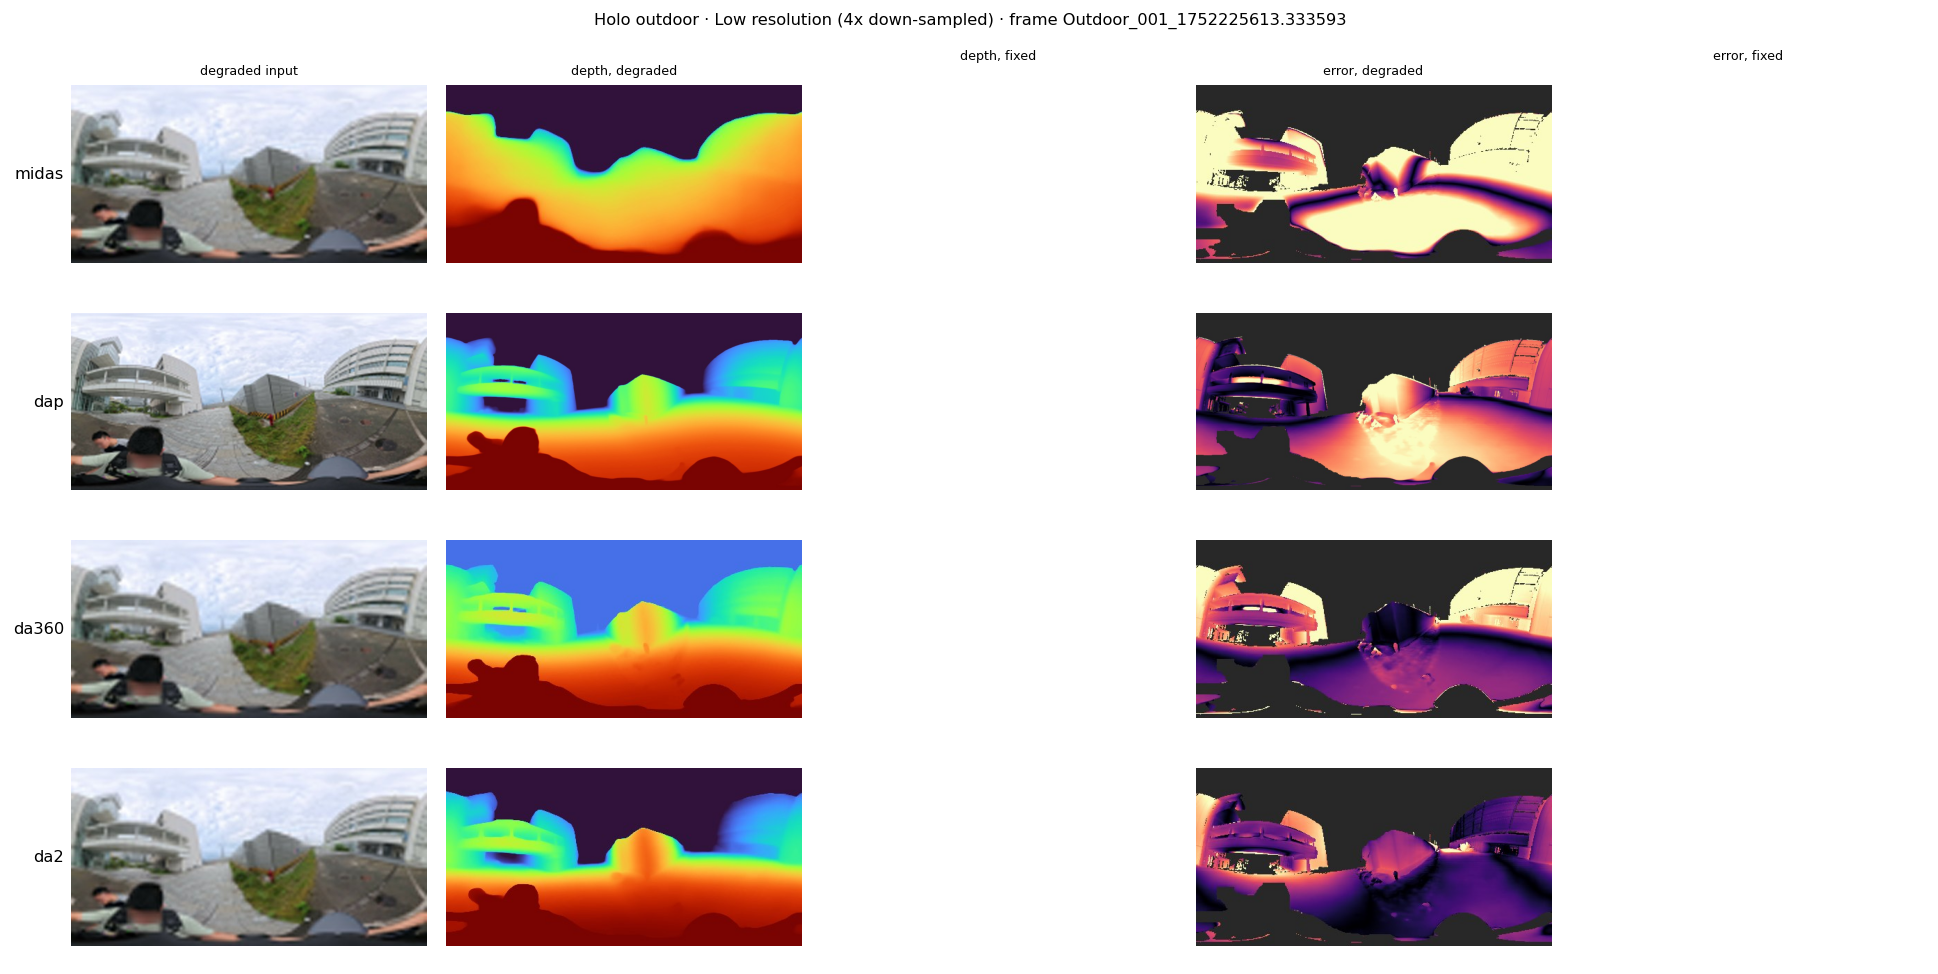 Holo outdoor · Low resolution (4x down-sampled) · frame Outdoor_001_1752225613.333593
degraded input
depth, degraded
depth, fixed
error, degraded
error, fixed
midas
dap
da360
da2